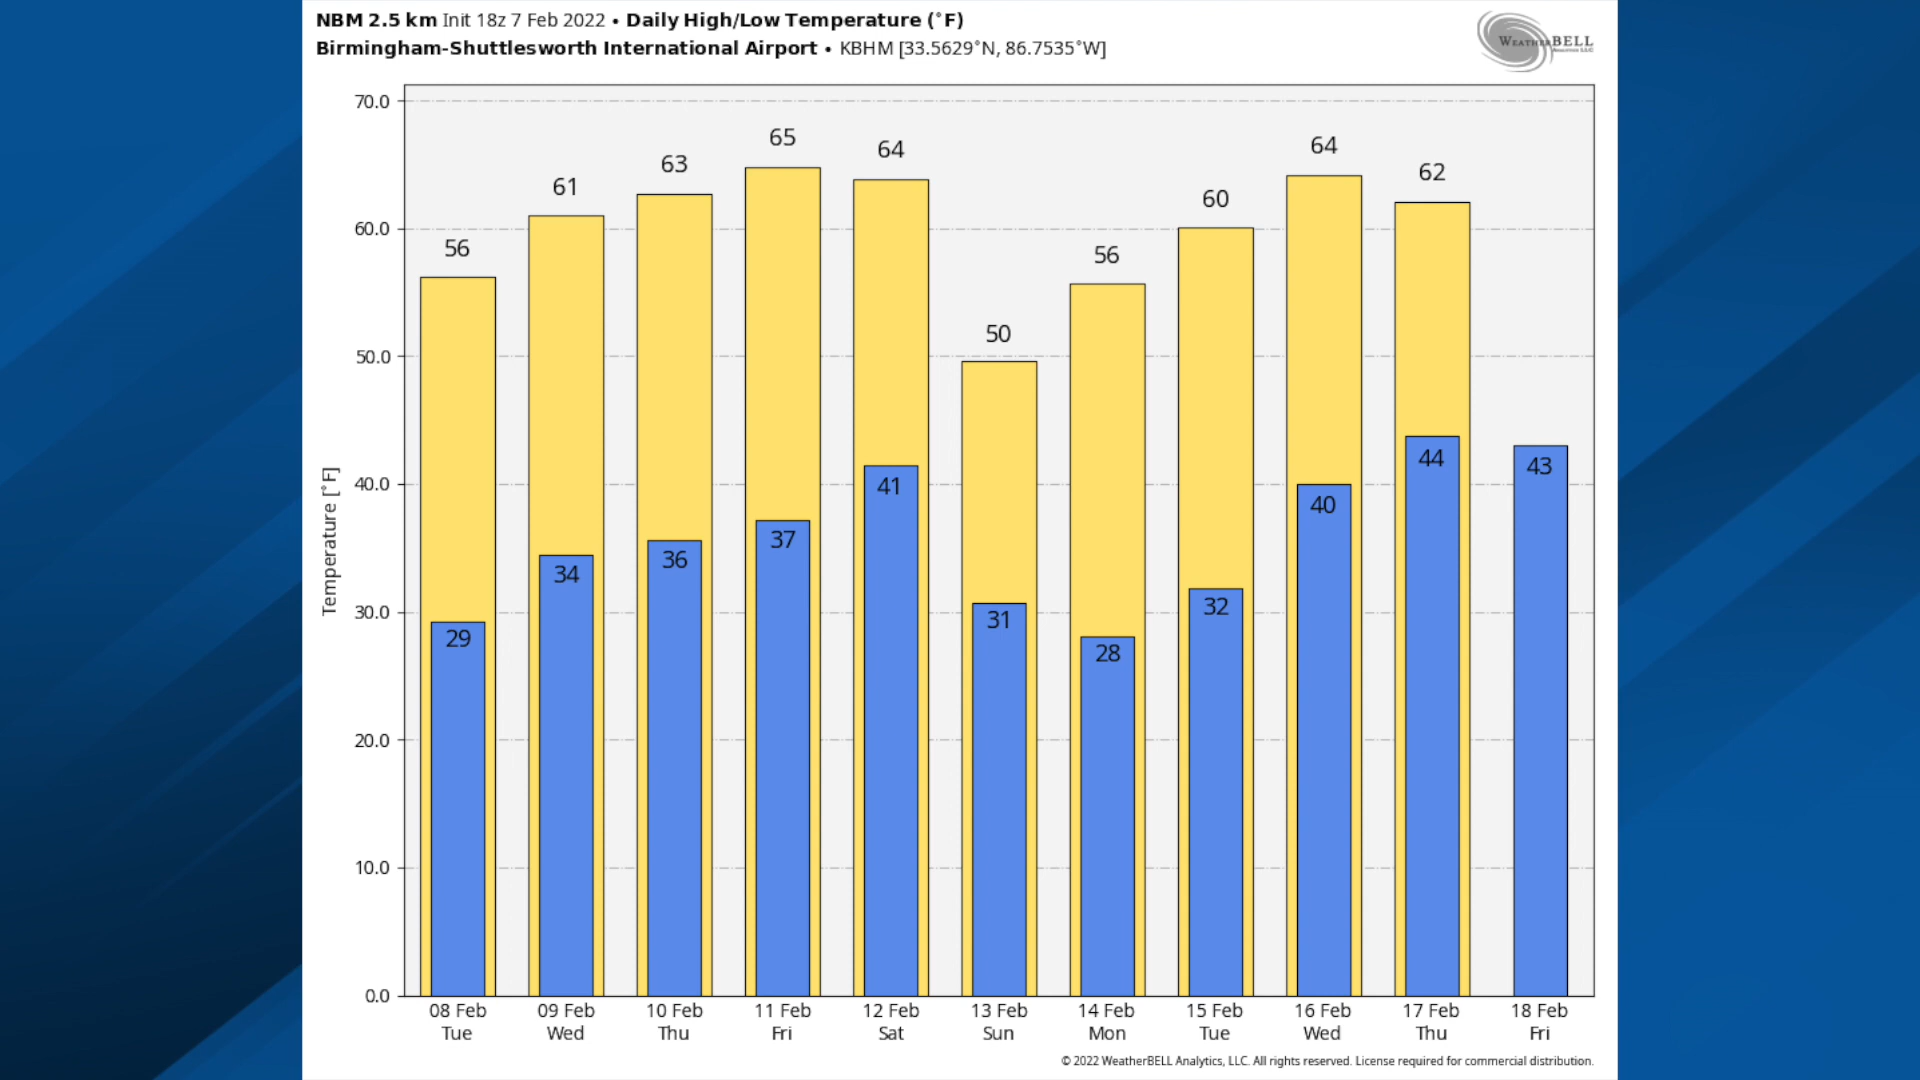 NBM 2.5 km Init 18z 7 Feb 2022 • Daily High/Low Temperature (°F)
Birmingham-Shuttlesworth International Airport • KBHM [33.5629°N, 86.7535°W]
WEATHERBELL
70.0
60.0
50.0
40.0
30.0
20.0
10.0
0.0
Temperature [°F]
56 61 63 65 64 50 56 60 64 62
29 34 36 37 41 31 28 32 40 44 43
08 Feb 09 Feb 10 Feb 11 Feb 12 Feb 13 Feb 14 Feb 15 Feb 16 Feb 17 Feb 18 Feb
Tue Wed Thu Fri Sat Sun Mon Tue Wed Thu Fri
© 2022 WeatherBELL Analytics, LLC. All rights reserved. License required for commercial distribution.